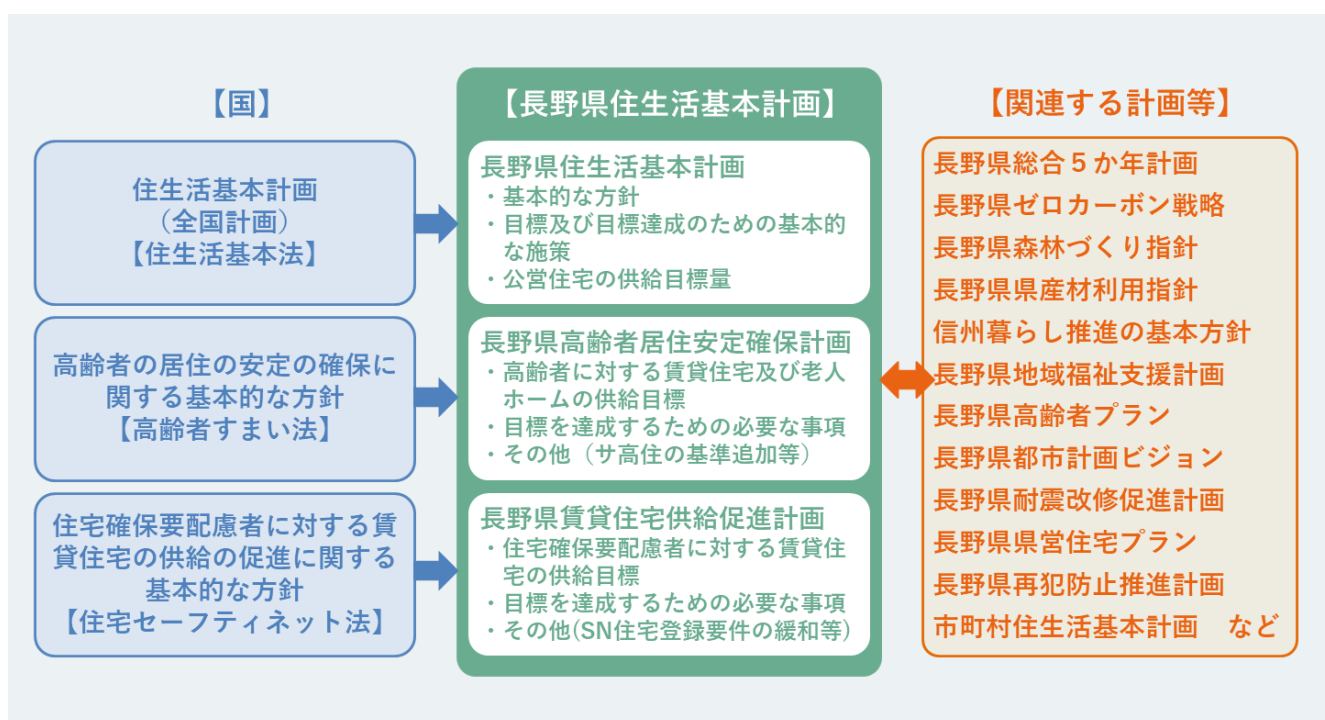 【国】
住生活基本計画
（全国計画）
【住生活基本法】
高齢者の居住の安定の確保に
関する基本的な方針
【高齢者すまい法】
住宅確保要配慮者に対する賃
貸住宅の供給の促進に関する
基本的な方針
【住宅セーフティネット法】
【長野県住生活基本計画】
長野県住生活基本計画
・基本的な方針
・目標及び目標達成のための基本的
な施策
・公営住宅の供給目標量
長野県高齢者居住安定確保計画
・高齢者に対する賃貸住宅及び老人
ホームの供給目標
・目標を達成するための必要な事項
・その他（サ高住の基準追加等）
長野県賃貸住宅供給促進計画
・住宅確保要配慮者に対する賃貸住
宅の供給目標
・目標を達成するための必要な事項
・その他(SN住宅登録要件の緩和等)
【関連する計画等】
長野県総合５か年計画
長野県ゼロカーボン戦略
長野県森林づくり指針
長野県県産材利用指針
信州暮らし推進の基本方針
長野県地域福祉支援計画
長野県高齢者プラン
長野県都市計画ビジョン
長野県耐震改修促進計画
長野県県営住宅プラン
長野県再犯防止推進計画
市町村住生活基本計画　など